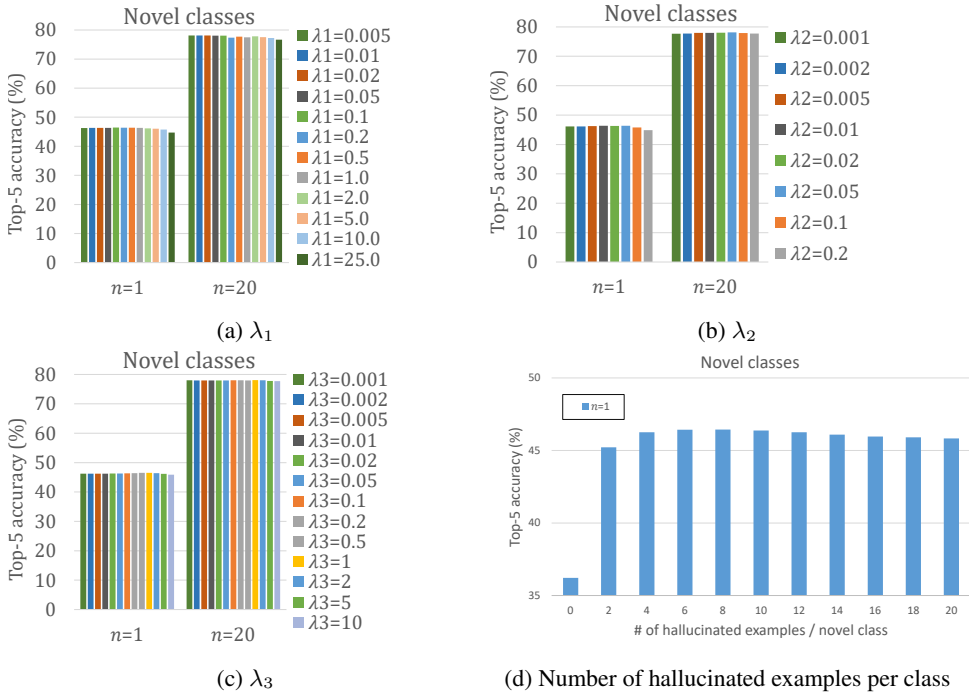 Novel classes
Top-5 accuracy (%)
80
70
60
50
40
30
20
10
0
n=1
n=20
λ1=0.005
λ1=0.01
λ1=0.02
λ1=0.05
λ1=0.1
λ1=0.2
λ1=0.5
λ1=1.0
λ1=2.0
λ1=5.0
λ1=10.0
λ1=25.0
(a) λ₁
Novel classes
Top-5 accuracy (%)
80
70
60
50
40
30
20
10
0
n=1
n=20
λ2=0.001
λ2=0.002
λ2=0.005
λ2=0.01
λ2=0.02
λ2=0.05
λ2=0.1
λ2=0.2
(b) λ₂
Novel classes
Top-5 accuracy (%)
80
70
60
50
40
30
20
10
0
n=1
n=20
λ3=0.001
λ3=0.002
λ3=0.005
λ3=0.01
λ3=0.02
λ3=0.05
λ3=0.1
λ3=0.2
λ3=0.5
λ3=1
λ3=2
λ3=5
λ3=10
(c) λ₃
Novel classes
Top-5 accuracy (%)
50
45
40
35
n=1
0 2 4 6 8 10 12 14 16 18 20
# of hallucinated examples / novel class
(d) Number of hallucinated examples per class